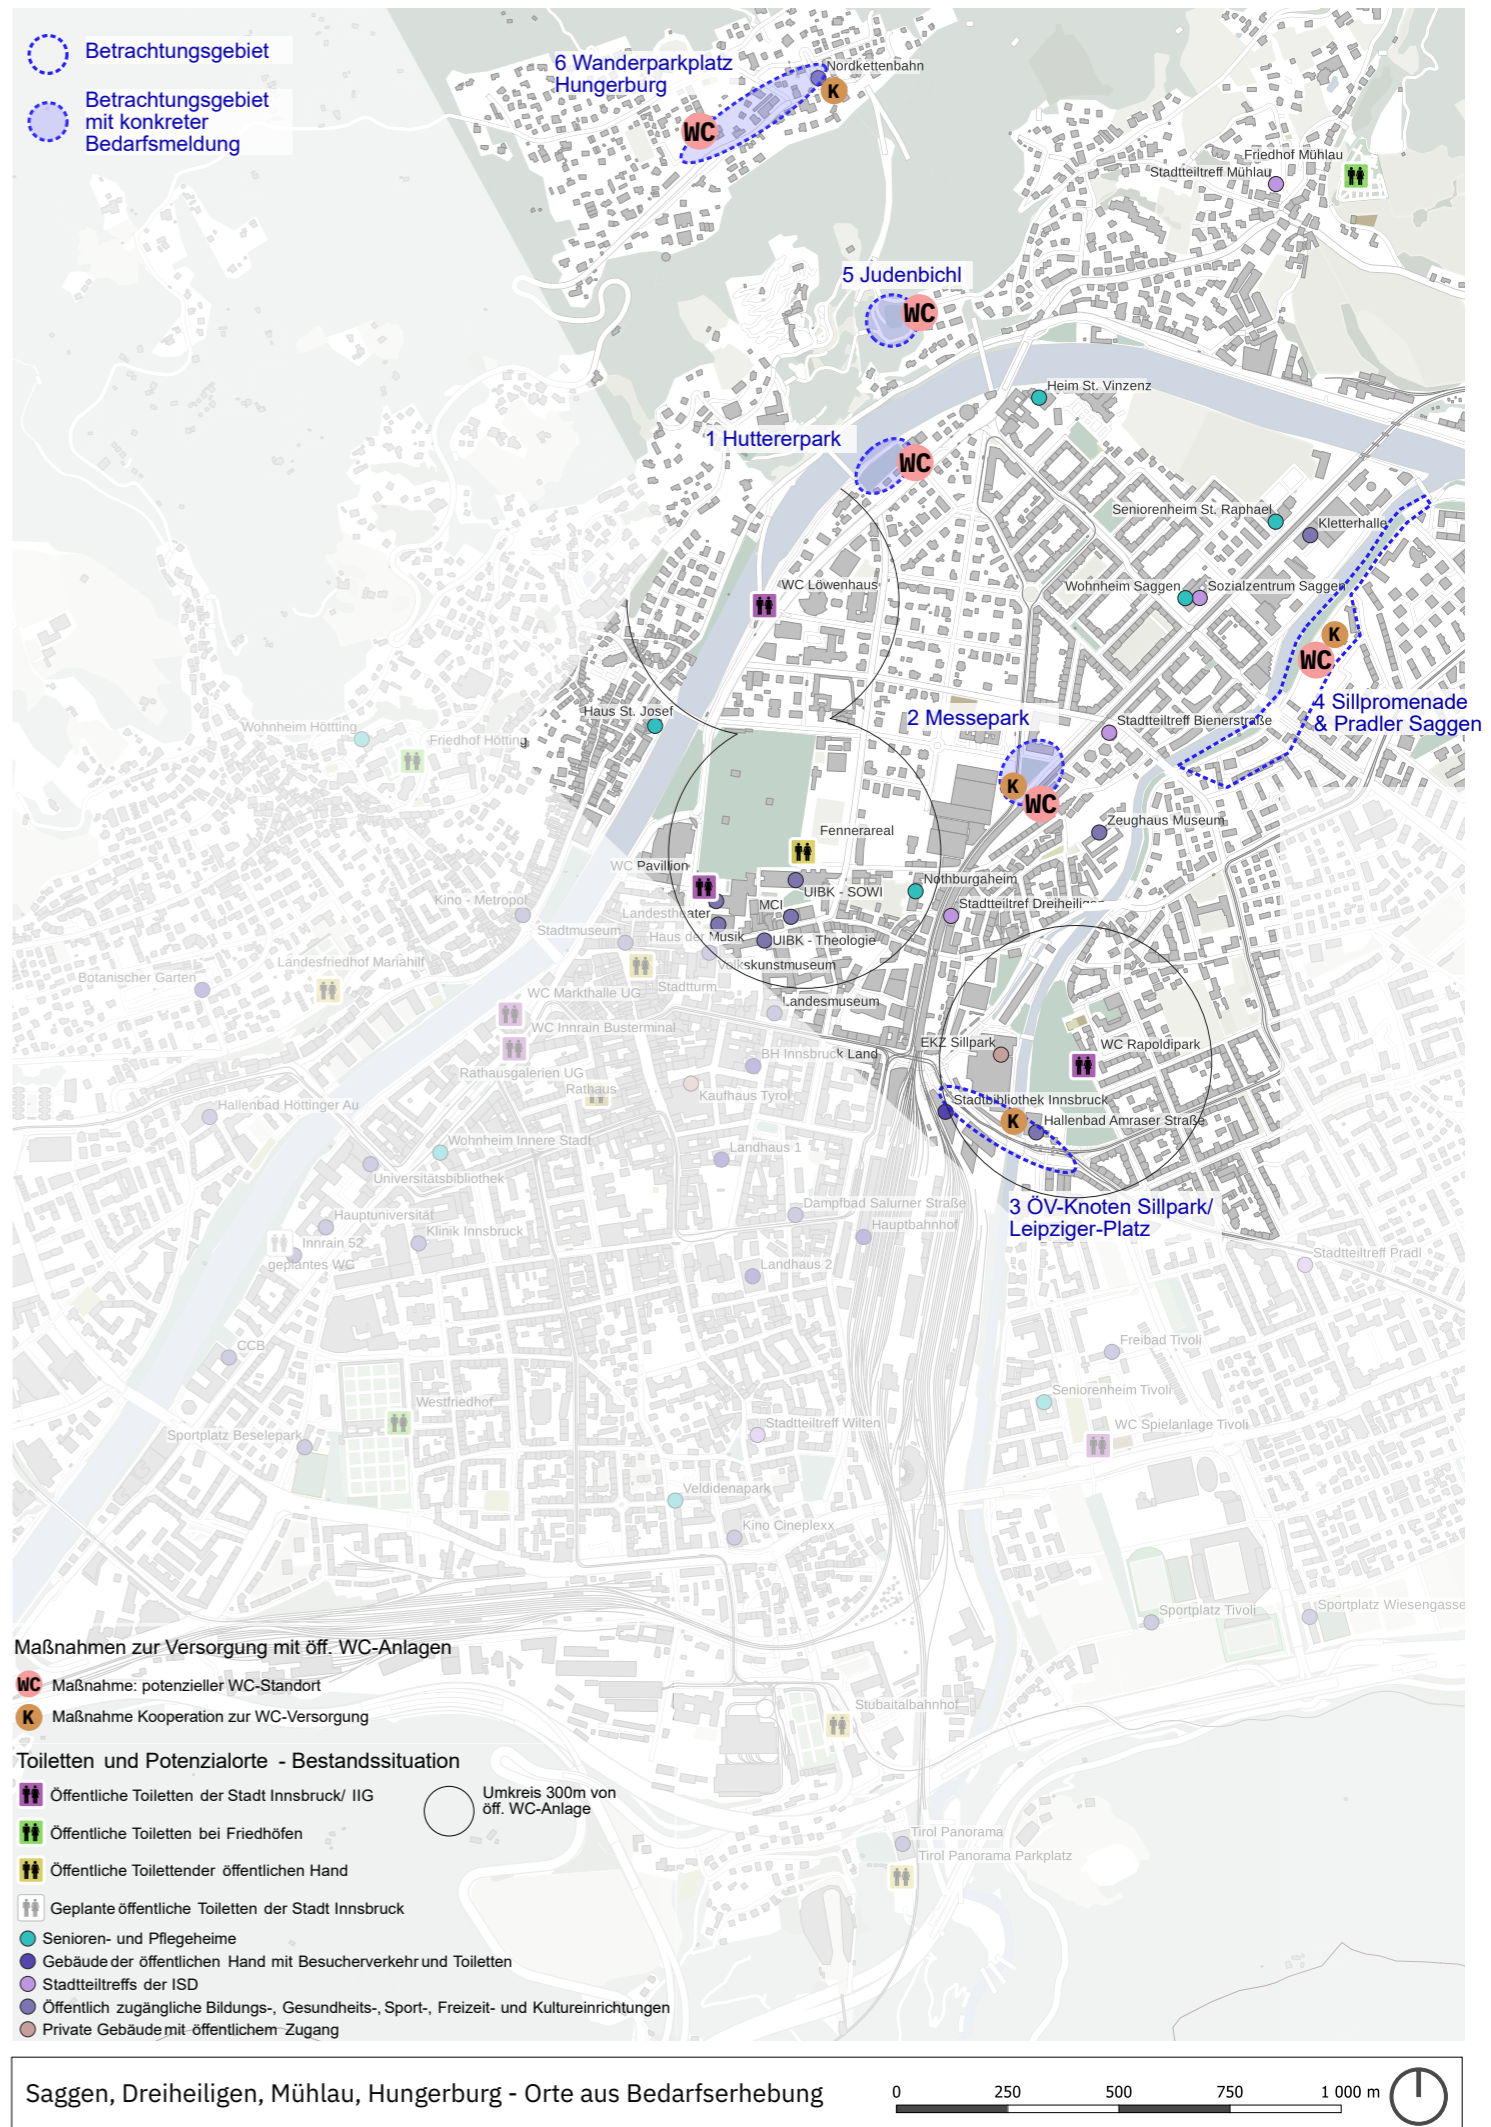 Betrachtungsgebiet
Betrachtungsgebiet
mit konkreter
Bedarfsmeldung
6 Wanderparkplatz
Hungerburg
Nordkettenbahn
K
WC
Friedhof Mühlau
Stadtteiltreff Mühlau
5 Judenbichl
WC
Heim St. Vinzenz
1 Huttererpark
WC
Seniorenheim St. Raphael
Kletterhalle
WC Löwenhaus
Wohnheim Saggen
Sozialzentrum Saggen
K
WC
4 Sillpromenade
& Pradler Saggen
Haus St. Josef
2 Messepark
Stadtteiltreff Bienerstraße
Wohnheim Höttting
Friedhof Hötting
K
WC
Zeughaus Museum
Fennerareal
WC Pavillion
UIBK - SOWI
Nothburgaheim
Kino - Metropol
MCI
Stadtteiltref Dreiheiligen
Landestheater
Stadtmuseum
Haus der Musik
UIBK - Theologie
Volkskunstmuseum
Landesfriedhof Mariahilf
Botanischer Garten
Stadtturm
WC Markthalle UG
Landesmuseum
WC Innrain Busterminal
EKZ Sillpark
WC Rapoldipark
BH Innsbruck Land
Rathausgalerien UG
Rathaus
Kaufhaus Tyrol
Hallenbad Höttinger Au
Stadtbibliothek Innsbruck
K
Hallenbad Amraser Straße
Wohnheim Innere Stadt
Landhaus 1
Universitätsbibliothek
3 ÖV-Knoten Sillpark/
Leipziger-Platz
Hauptuniversität
Dampfbad Salurner Straße
Hauptbahnhof
Klinik Innsbruck
Innrain 52
geplantes WC
Stadtteiltreff Pradl
Landhaus 2
CCB
Freibad Tivoli
Seniorenheim Tivoli
Westfriedhof
Sportplatz Beselepark
Stadtteiltreff Wilten
WC Spielanlage Tivoli
Veldidenapark
Kino Cineplexx
Sportplatz Tivoli
Sportplatz Wiesengasse
Stubaitalbahnhof
Tirol Panorama
Tirol Panorama Parkplatz
Maßnahmen zur Versorgung mit öff. WC-Anlagen
WC Maßnahme: potenzieller WC-Standort
K Maßnahme Kooperation zur WC-Versorgung
Toiletten und Potenzialorte - Bestandssituation
Öffentliche Toiletten der Stadt Innsbruck/ IIG
Umkreis 300m von
öff. WC-Anlage
Öffentliche Toiletten bei Friedhöfen
Öffentliche Toilettender öffentlichen Hand
Geplante öffentliche Toiletten der Stadt Innsbruck
Senioren- und Pflegeheime
Gebäude der öffentlichen Hand mit Besucherverkehr und Toiletten
Stadtteiltreffs der ISD
Öffentlich zugängliche Bildungs-, Gesundheits-, Sport-, Freizeit- und Kultureinrichtungen
Private Gebäude mit öffentlichem Zugang
Saggen, Dreiheiligen, Mühlau, Hungerburg - Orte aus Bedarfserhebung
0 250 500 750 1 000 m